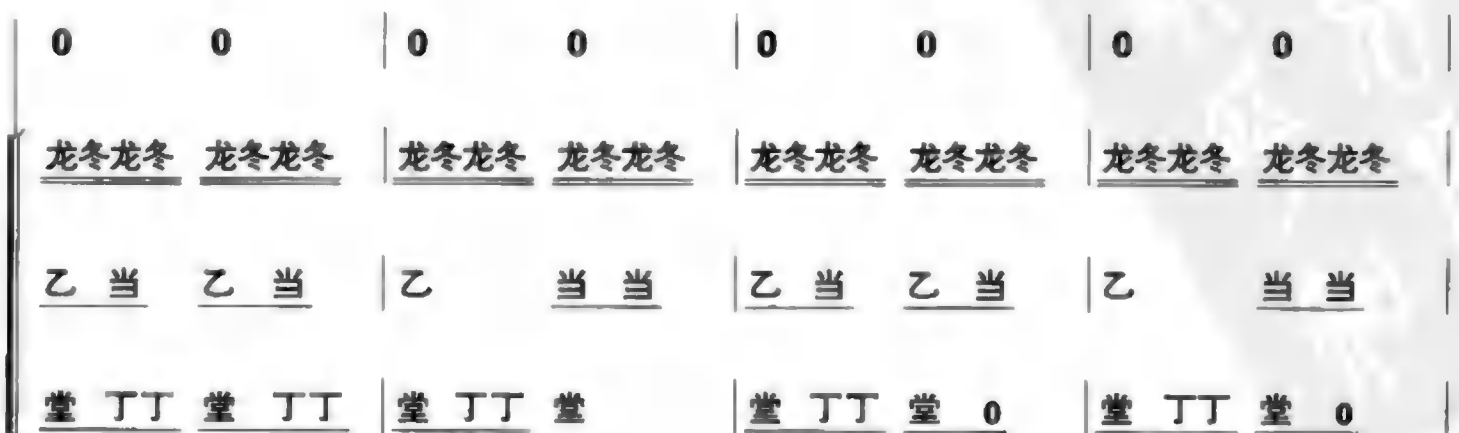 0 0 | 0 0 | 0 0 | 0 0 |
龙冬龙冬 龙冬龙冬 | 龙冬龙冬 龙冬龙冬 | 龙冬龙冬 龙冬龙冬 | 龙冬龙冬 龙冬龙冬 |
乙 当 乙 当 | 乙 当 当 | 乙 当 乙 当 | 乙 当 当 |
堂 丁丁 堂 丁丁 | 堂 丁丁 堂 | 堂 丁丁 堂 0 | 堂 丁丁 堂 0 |